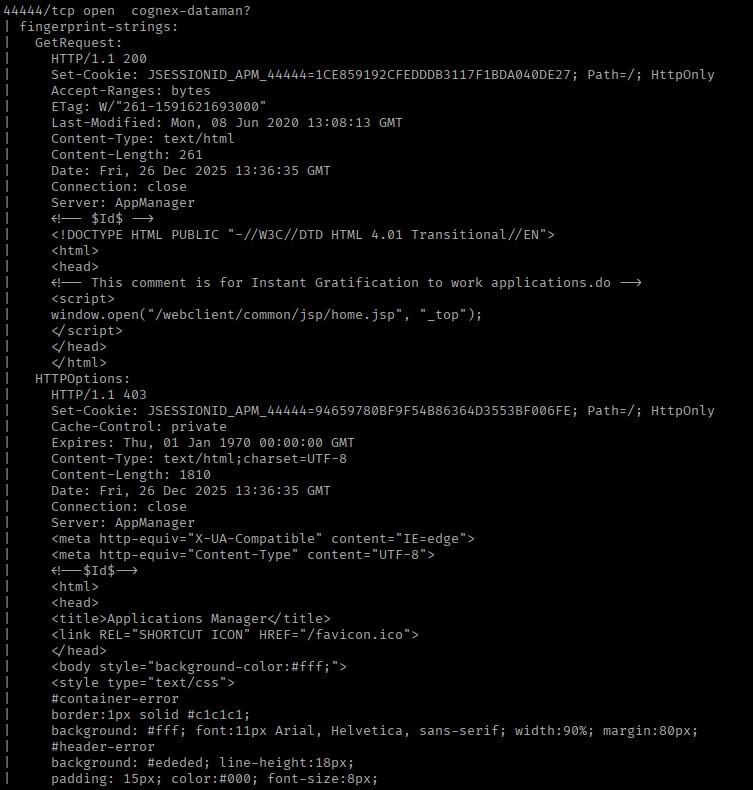 44444/tcp open  cognex-dataman?
| fingerprint-strings:
|   GetRequest:
|     HTTP/1.1 200
|     Set-Cookie: JSESSIONID_APM_44444=1CE859192CFEDDDB3117F1BDA040DE27; Path=/; HttpOnly
|     Accept-Ranges: bytes
|     ETag: W/"261-1591621693000"
|     Last-Modified: Mon, 08 Jun 2020 13:08:13 GMT
|     Content-Type: text/html
|     Content-Length: 261
|     Date: Fri, 26 Dec 2025 13:36:35 GMT
|     Connection: close
|     Server: AppManager
|     <!-- $Id$ -->
|     <!DOCTYPE HTML PUBLIC "-//W3C//DTD HTML 4.01 Transitional//EN">
|     <html>
|     <head>
|     <!-- This comment is for Instant Gratification to work applications.do -->
|     <script>
|     window.open("/webclient/common/jsp/home.jsp", "_top");
|     </script>
|     </head>
|     </html>
|   HTTPOptions:
|     HTTP/1.1 403
|     Set-Cookie: JSESSIONID_APM_44444=94659780BF9F54B86364D3553BF006FE; Path=/; HttpOnly
|     Cache-Control: private
|     Expires: Thu, 01 Jan 1970 00:00:00 GMT
|     Content-Type: text/html;charset=UTF-8
|     Content-Length: 1810
|     Date: Fri, 26 Dec 2025 13:36:35 GMT
|     Connection: close
|     Server: AppManager
|     <meta http-equiv="X-UA-Compatible" content="IE=edge">
|     <meta http-equiv="Content-Type" content="UTF-8">
|     <!--$Id$-->
|     <html>
|     <head>
|     <title>Applications Manager</title>
|     <link REL="SHORTCUT ICON" HREF="/favicon.ico">
|     </head>
|     <body style="background-color:#fff;">
|     <style type="text/css">
|     #container-error
|     border:1px solid #c1c1c1;
|     background: #fff; font:11px Arial, Helvetica, sans-serif; width:90%; margin:80px;
|     #header-error
|     background: #ededed; line-height:18px;
|     padding: 15px; color:#000; font-size:8px;